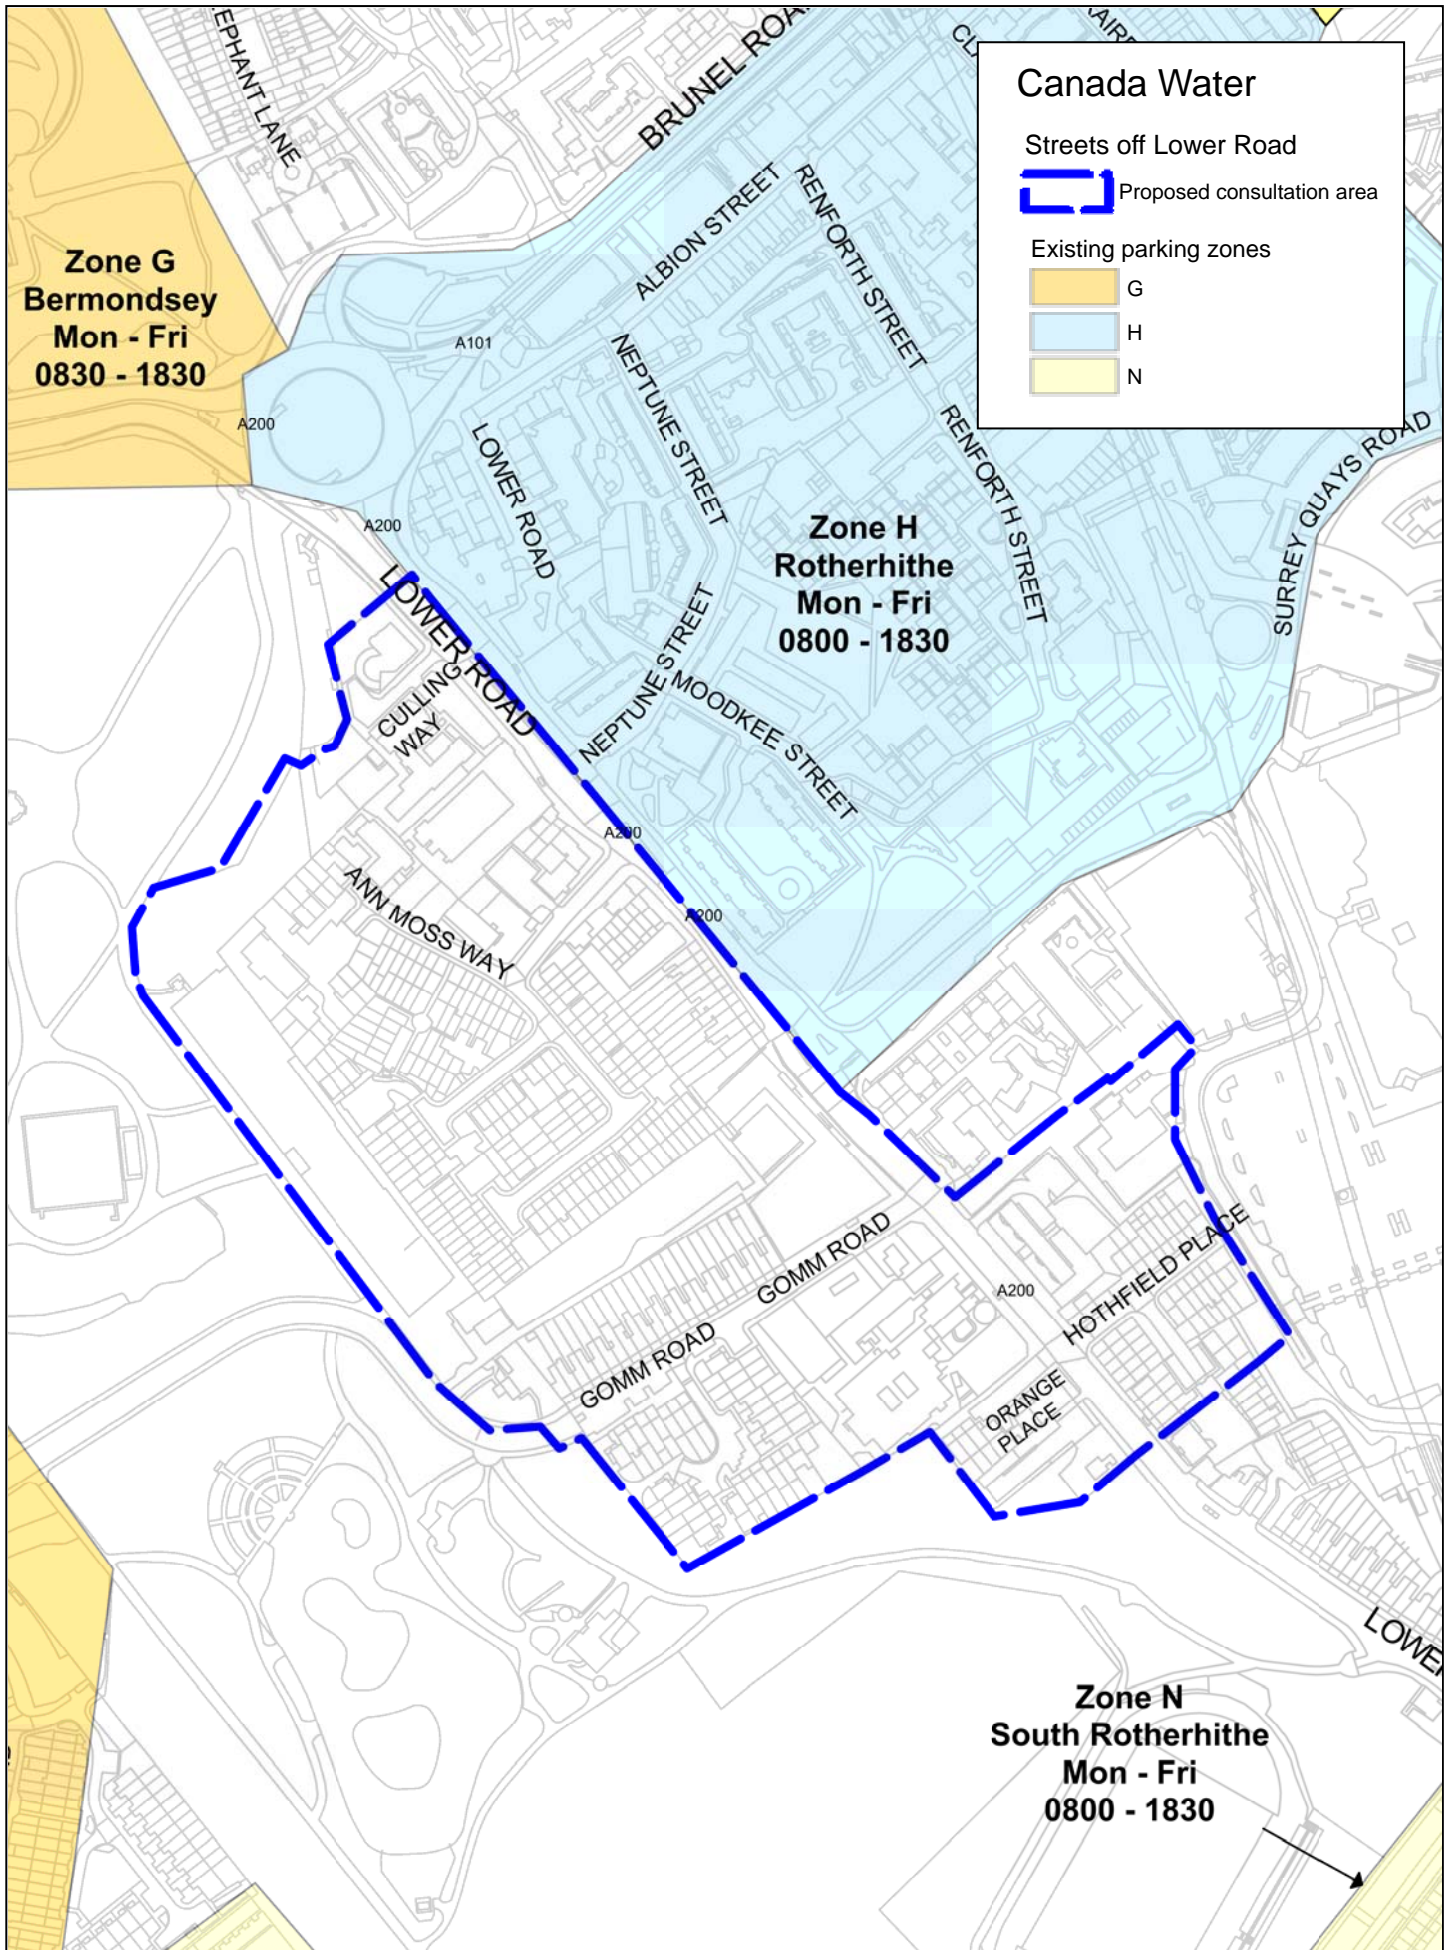 EPHANT LANE
BRUNEL ROA
Canada Water
Streets off Lower Road
Proposed consultation area
Existing parking zones
G
H
N
Zone G
Bermondsey
Mon - Fri
0830 - 1830
ALBION STREET
RENFORTH STREET
A101
NEPTUNE STREET
A200
LOWER ROAD
RENFORTH STREET
SURREY QUAYS ROAD
A200
Zone H
Rotherhithe
Mon - Fri
0800 - 1830
LOWER ROAD
NEPTUNE STREET
CULLING
WAY
MOODKEE STREET
A200
ANN MOSS WAY
A200
GOMM ROAD
HOTHFIELD PLACE
A200
GOMM ROAD
ORANGE
PLACE
LOWE
Zone N
South Rotherhithe
Mon - Fri
0800 - 1830